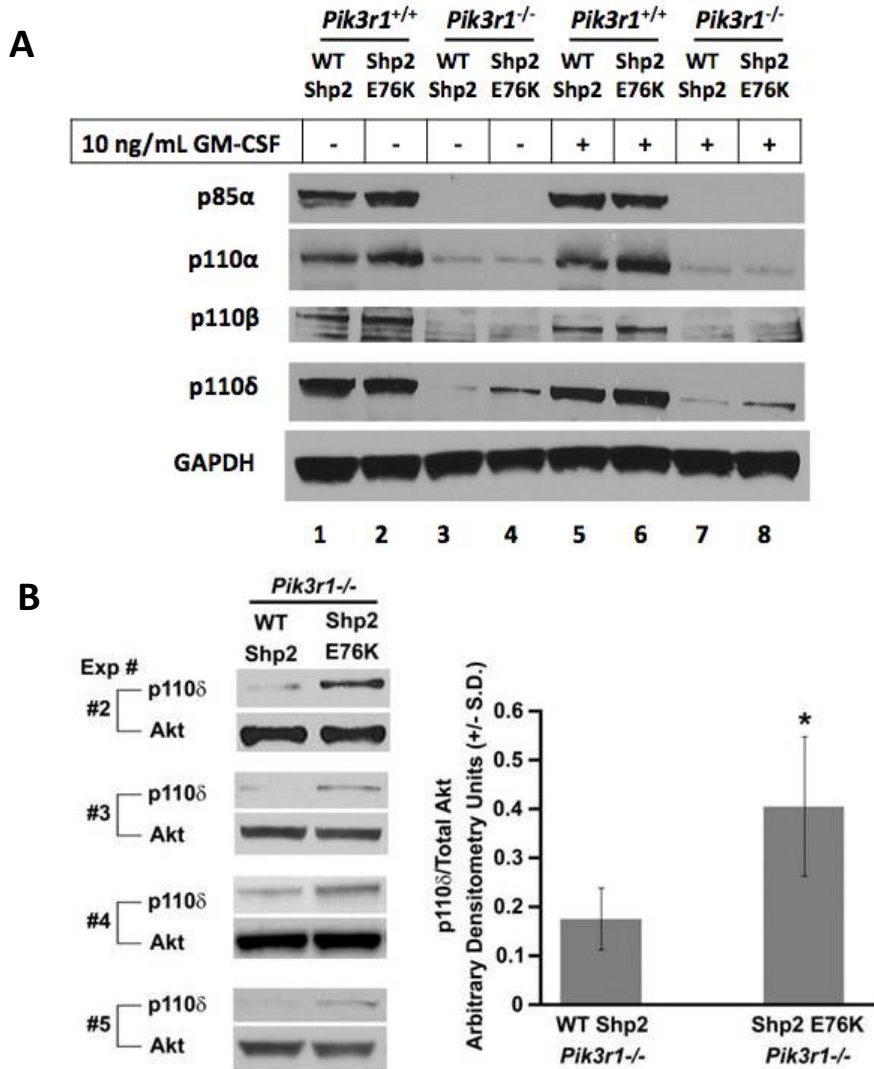 A
Pik3r1+/+ Pik3r1-/- Pik3r1+/+ Pik3r1-/-
WT Shp2 WT Shp2 WT Shp2 WT Shp2
Shp2 E76K Shp2 E76K Shp2 E76K Shp2 E76K
10 ng/mL GM-CSF - - - - + + + +
p85α
p110α
p110β
p110δ
GAPDH
1 2 3 4 5 6 7 8
B
Pik3r1-/-
WT Shp2
Shp2 E76K
Exp #
#2
p110δ
Akt
#3
p110δ
Akt
#4
p110δ
Akt
#5
p110δ
Akt
p110δ/Total Akt
Arbitrary Densitometry Units (+/- S.D.)
0.6
0.5
0.4
0.3
0.2
0.1
0
*
WT Shp2 Shp2 E76K
Pik3r1-/- Pik3r1-/-